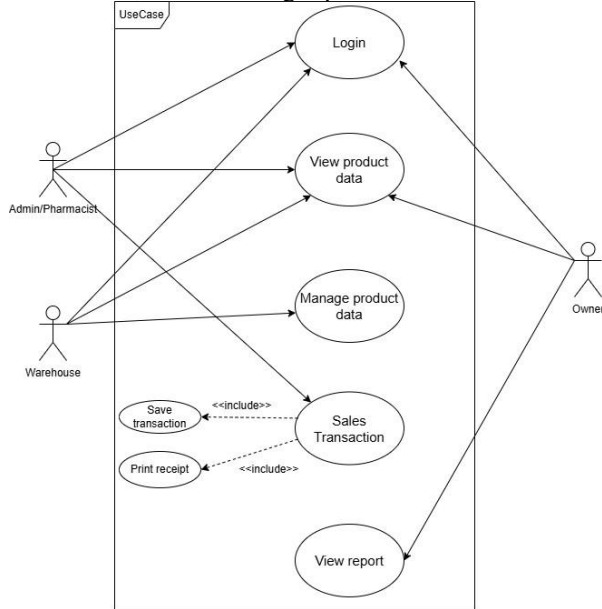 UseCase
Login
View product
data
Admin/Pharmacist
Manage product
data
Owner
Warehouse
<<include>>
Save
transaction
Sales
Transaction
Print receipt
<<include>>
View report